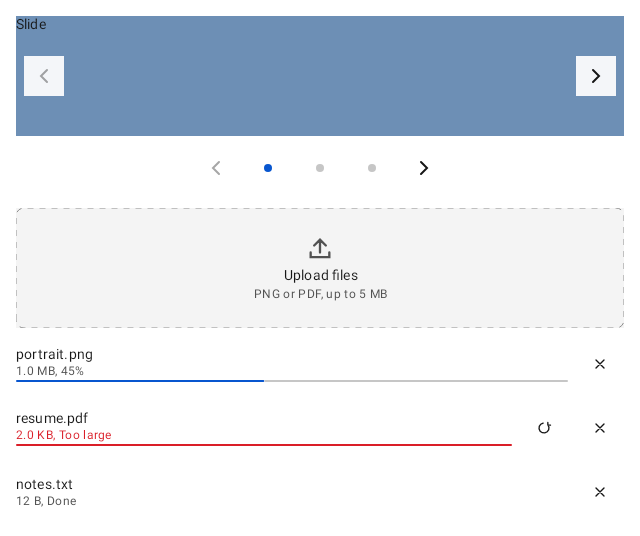 Slide
Upload files
PNG or PDF, up to 5 MB
portrait.png
1.0 MB, 45%
resume.pdf
2.0 KB, Too large
notes.txt
12 B, Done